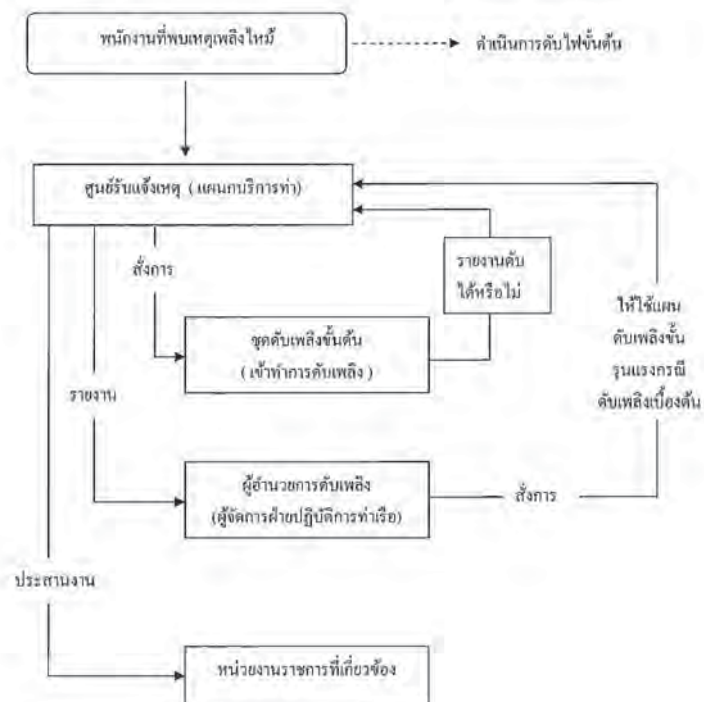 พนักงานที่พบเหตุเพลิงไหม้
ดำเนินการดับไฟขั้นต้น
ศูนย์รับแจ้งเหตุ (แผนกบริการท่า)
สั่งการ
รายงานดับ
ได้หรือไม่
ชุดดับเพลิงขั้นต้น
(เข้าทำการดับเพลิง)
ให้ใช้แผน
ดับเพลิงขั้น
รุนแรงกรณี
ดับเพลิงเบื้องต้น
รายงาน
ผู้อำนวยการดับเพลิง
(ผู้จัดการฝ่ายปฏิบัติการท่าเรือ)
สั่งการ
ประสานงาน
หน่วยงานราชการที่เกี่ยวข้อง